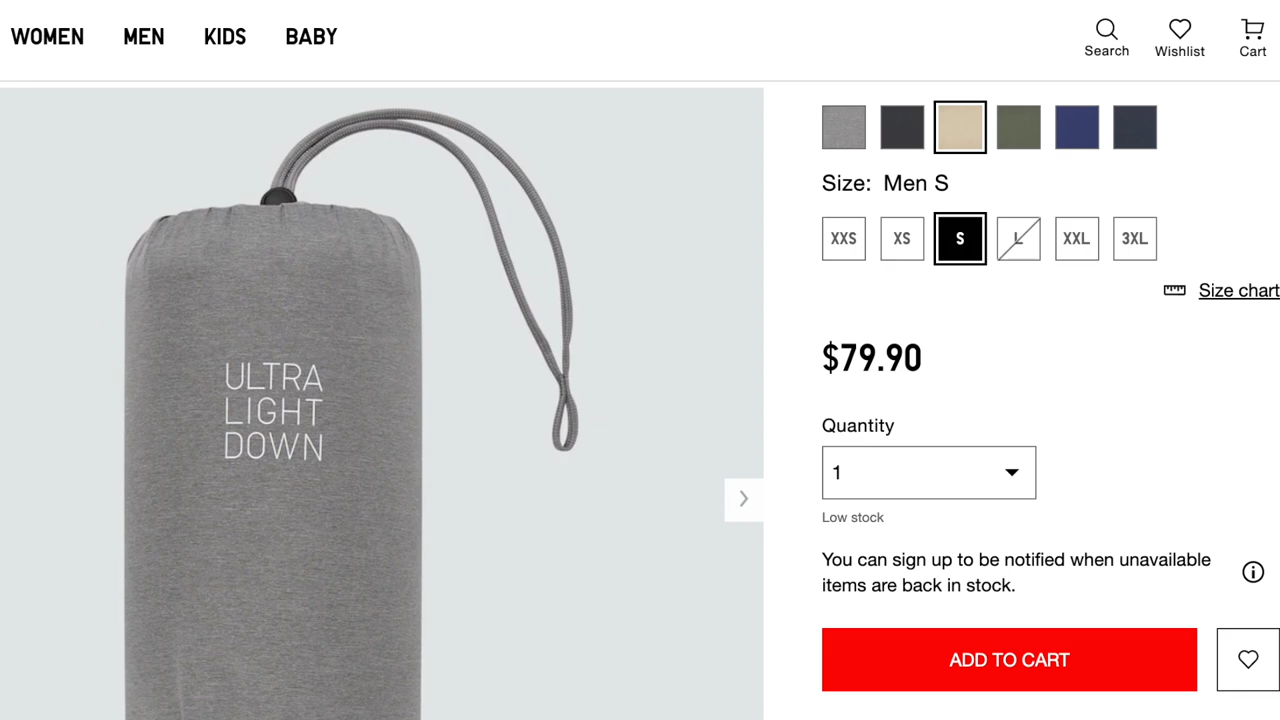 WOMEN MEN KIDS BABY
Search Wishlist Cart
ULTRA
LIGHT
DOWN
Size: Men S
XXS XS S L XXL 3XL
Size chart
$79.90
Quantity
1
Low stock
You can sign up to be notified when unavailable
items are back in stock.
ADD TO CART